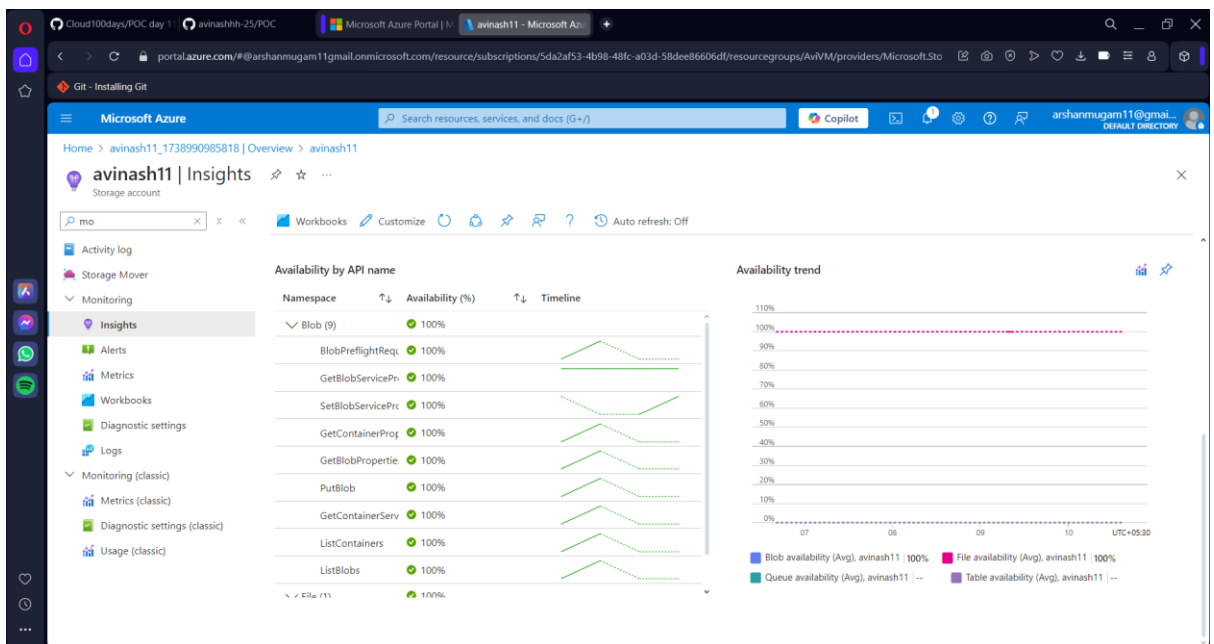 Cloud100days/POC day 1
avinashhh-25/POC
Microsoft Azure Portal | M
avinash11 - Microsoft Azu
portal.azure.com/#@arshanmugam11gmail.onmicrosoft.com/resource/subscriptions/5da2af53-4b98-48fc-a03d-58dee86606df/resourcegroups/AviVM/providers/Microsoft.Sto
Git - Installing Git
Microsoft Azure
Search resources, services, and docs (G+/)
Copilot
1
arshanmugam11@gmai...
DEFAULT DIRECTORY
Home > avinash11_1738990985818 | Overview > avinash11
avinash11 | Insights
Storage account
mo
Workbooks
Customize
Auto refresh: Off
Activity log
Storage Mover
Monitoring
Insights
Alerts
Metrics
Workbooks
Diagnostic settings
Logs
Monitoring (classic)
Metrics (classic)
Diagnostic settings (classic)
Usage (classic)
Availability by API name
Namespace Availability (%) Timeline
Blob (9) 100%
BlobPreflightRequ 100%
GetBlobServicePr 100%
SetBlobServicePrc 100%
GetContainerProp 100%
GetBlobPropertie 100%
PutBlob 100%
GetContainerServ 100%
ListContainers 100%
ListBlobs 100%
File (1) 100%
Availability trend
110%
100%
90%
80%
70%
60%
50%
40%
30%
20%
10%
0%
07 08 09 10 UTC+05:30
Blob availability (Avg), avinash11 | 100%
File availability (Avg), avinash11 | 100%
Queue availability (Avg), avinash11 | --
Table availability (Avg), avinash11 | --